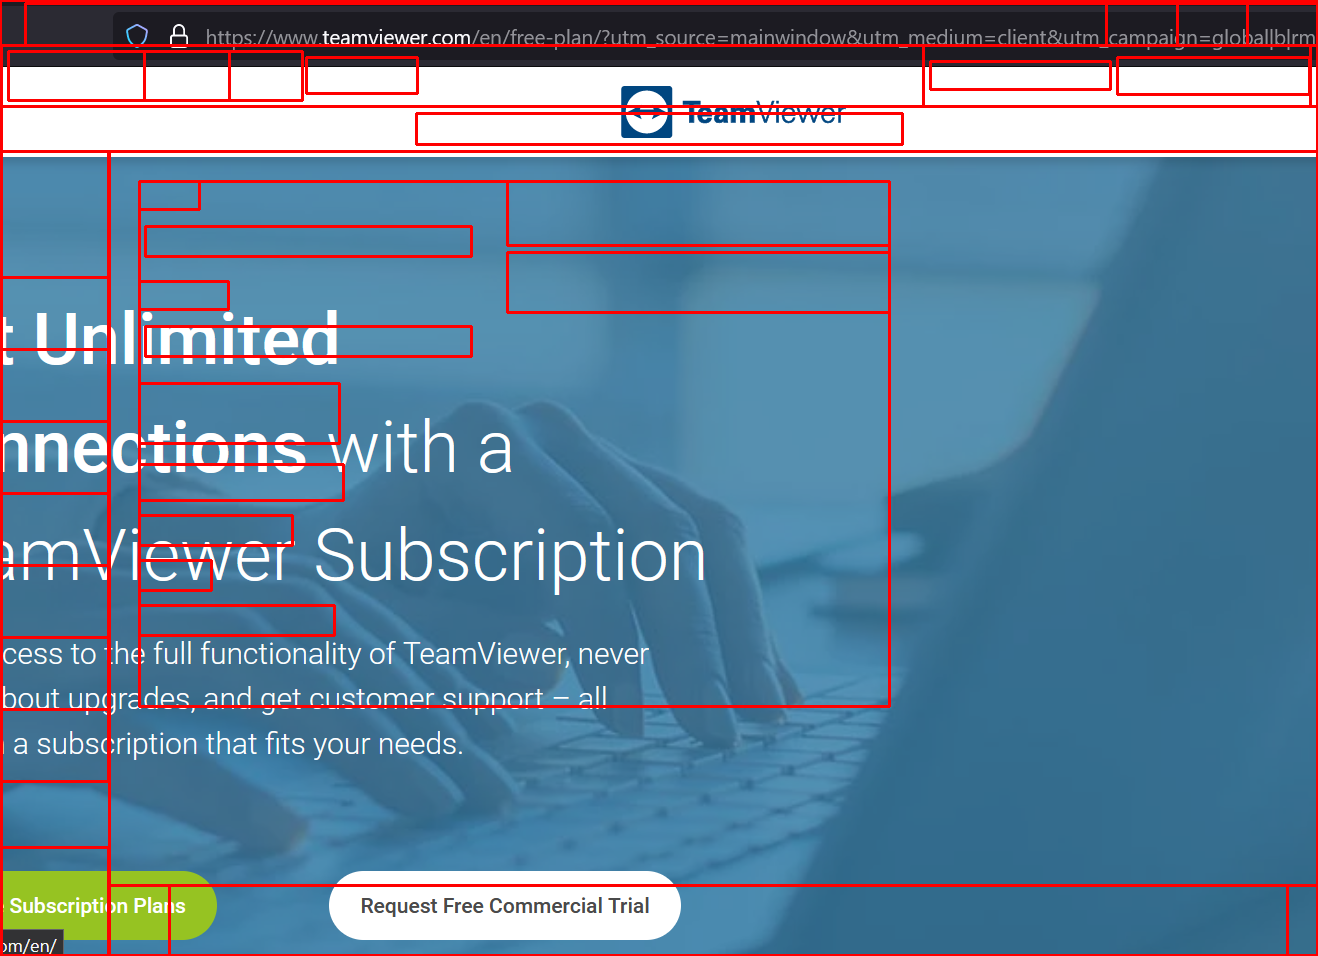 https://www.teamviewer.com/en/free-plan/?utm_source=mainwindow&utm_medium=client&utm_campaign=global|b|rm
TeamViewer
t Unlimited
nnections with a
amViewer Subscription
cess to the full functionality of TeamViewer, never
bout upgrades, and get customer support – all
a subscription that fits your needs.
Subscription Plans
Request Free Commercial Trial
om/en/